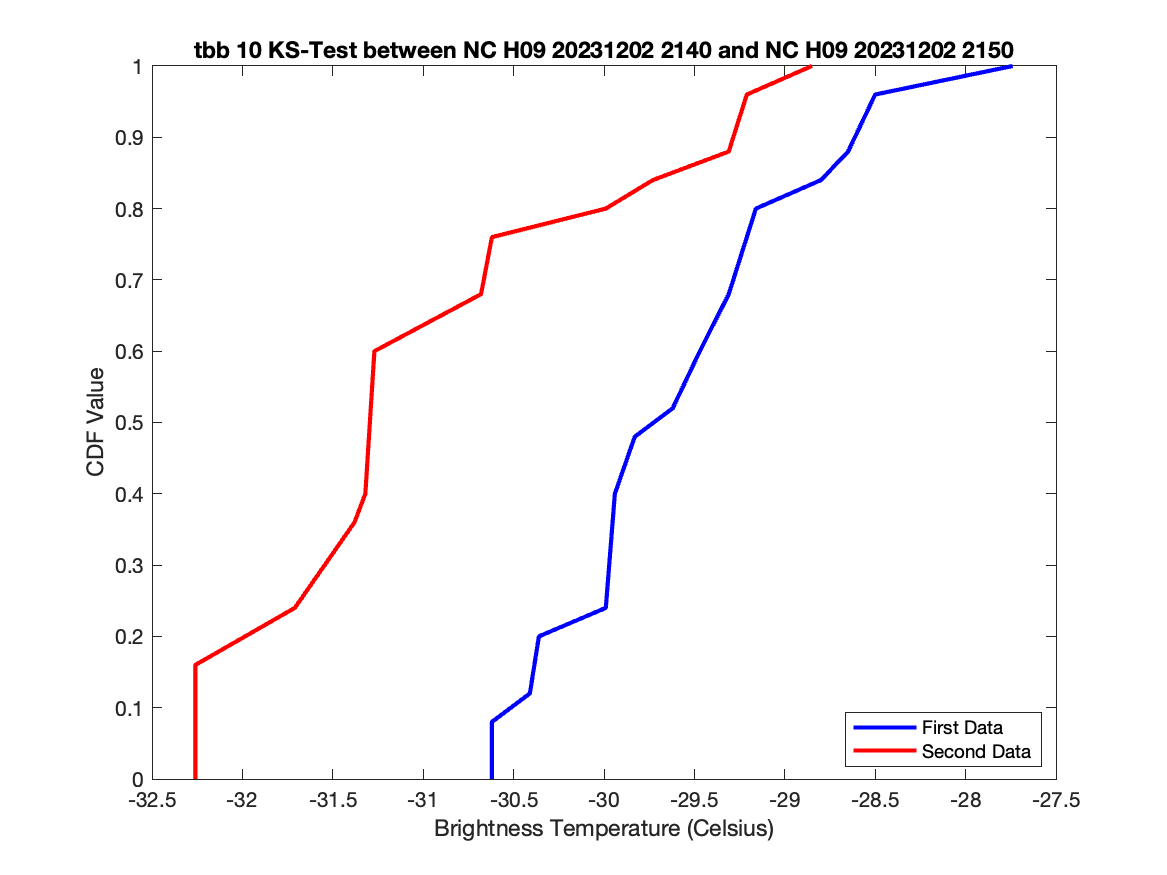 tbb 10 KS-Test between NC H09 20231202 2140 and NC H09 20231202 2150
1
0.9
0.8
0.7
0.6
0.5
0.4
0.3
0.2
0.1
0
CDF Value
First Data
Second Data
-32.5 -32 -31.5 -31 -30.5 -30 -29.5 -29 -28.5 -28 -27.5
Brightness Temperature (Celsius)